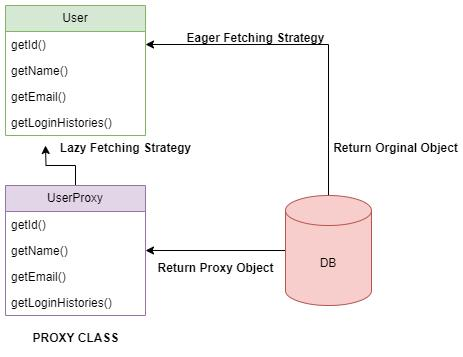 User
getId()
getName()
getEmail()
getLoginHistories()
Eager Fetching Strategy
Lazy Fetching Strategy
Return Orginal Object
UserProxy
getId()
getName()
getEmail()
getLoginHistories()
Return Proxy Object
DB
PROXY CLASS